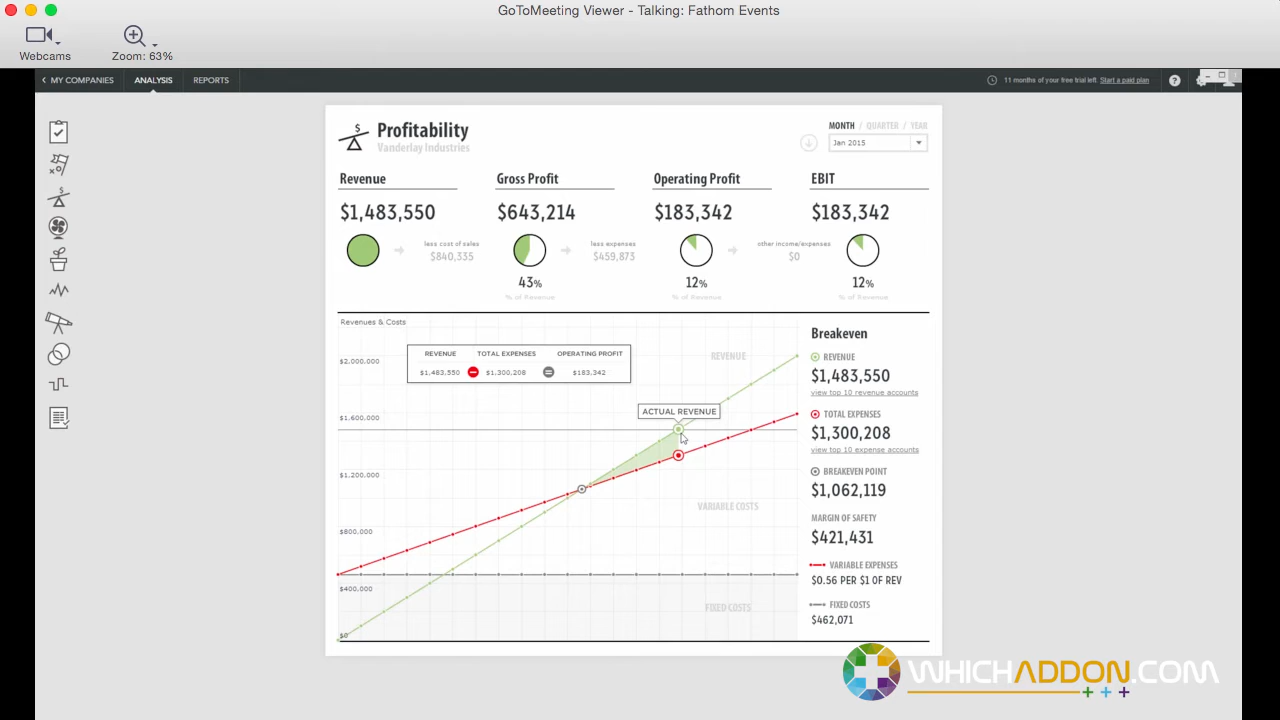 GoToMeeting Viewer - Talking: Fathom Events
Webcams
Zoom: 63%
MY COMPANIES
ANALYSIS
REPORTS
11 months of your free trial left. Start a paid plan
?
$
Profitability
Vanderlay Industries
MONTH / QUARTER / YEAR
Jan 2015
Revenue
Gross Profit
Operating Profit
EBIT
$1,483,550
$643,214
$183,342
$183,342
less cost of sales
$840,335
less expenses
$459,873
other income/expenses
$0
43%
% of Revenue
12%
% of Revenue
12%
% of Revenue
Revenues & Costs
REVENUE TOTAL EXPENSES OPERATING PROFIT
$1,483,550 $1,300,208 $183,342
$2,000,000
$1,600,000
$1,200,000
$800,000
$400,000
$0
REVENUE
ACTUAL REVENUE
VARIABLE COSTS
FIXED COSTS
Breakeven
REVENUE
$1,483,550
view top 10 revenue accounts
TOTAL EXPENSES
$1,300,208
view top 10 expense accounts
BREAKEVEN POINT
$1,062,119
MARGIN OF SAFETY
$421,431
VARIABLE EXPENSES
$0.56 PER $1 OF REV
FIXED COSTS
$462,071
WHICHADDON.COM